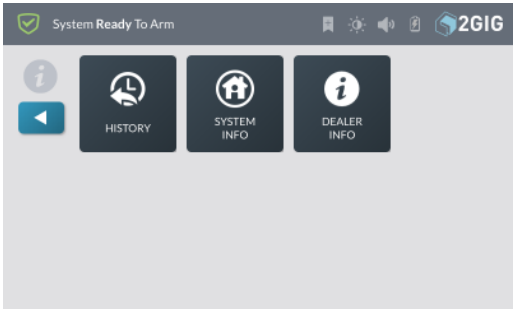 System Ready To Arm
2GIG
HISTORY
SYSTEM
INFO
DEALER
INFO